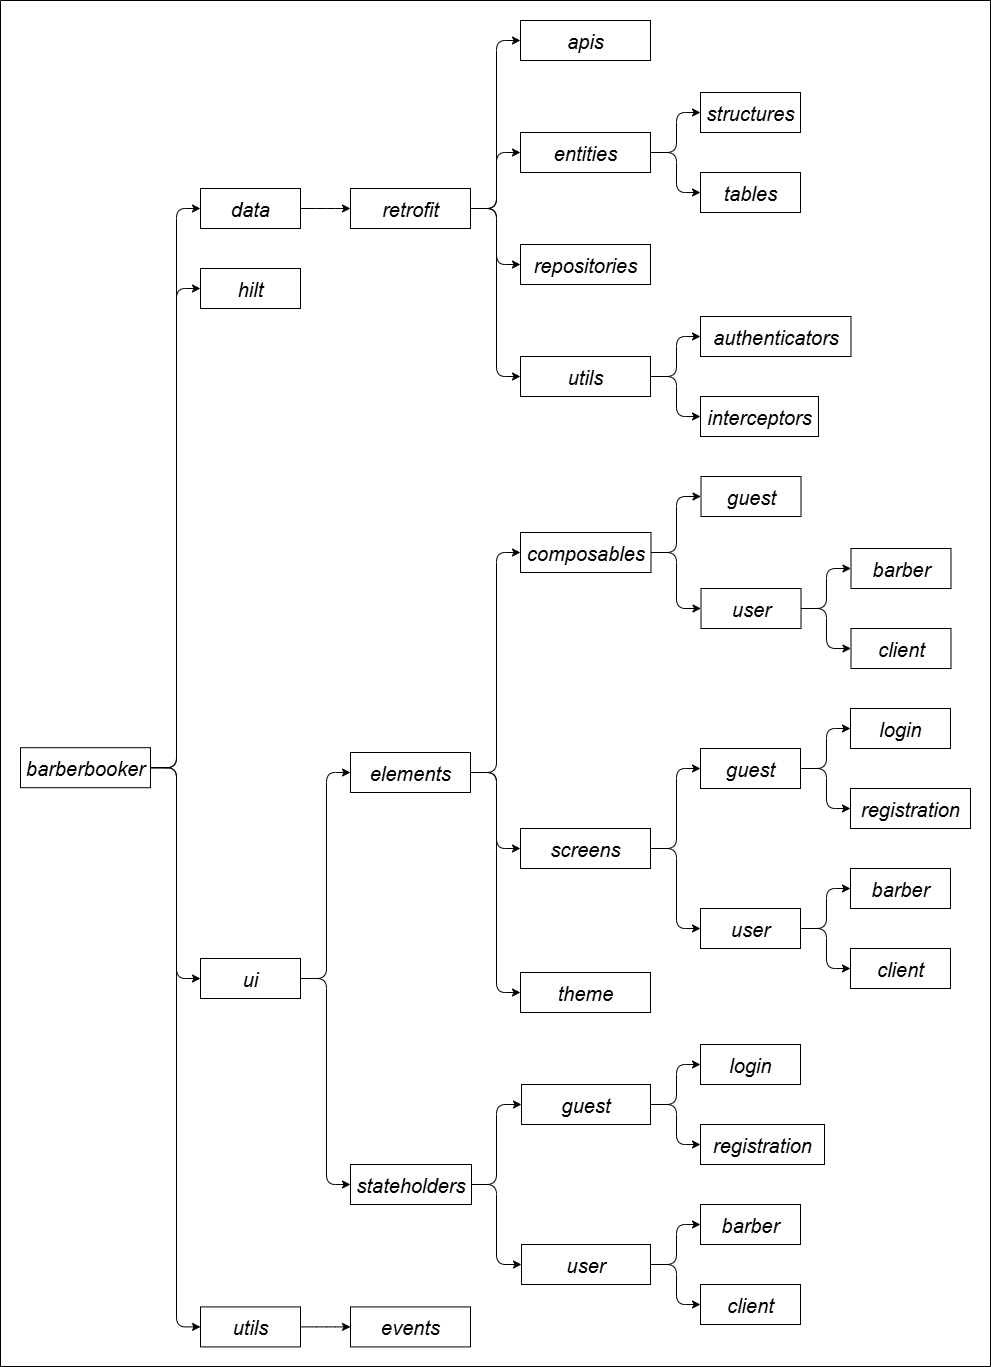 apis
structures
entities
tables
data
retrofit
repositories
hilt
authenticators
utils
interceptors
guest
composables
barber
user
client
login
barberbooker
elements
guest
registration
screens
barber
user
client
ui
theme
login
guest
registration
stateholders
barber
user
client
utils
events